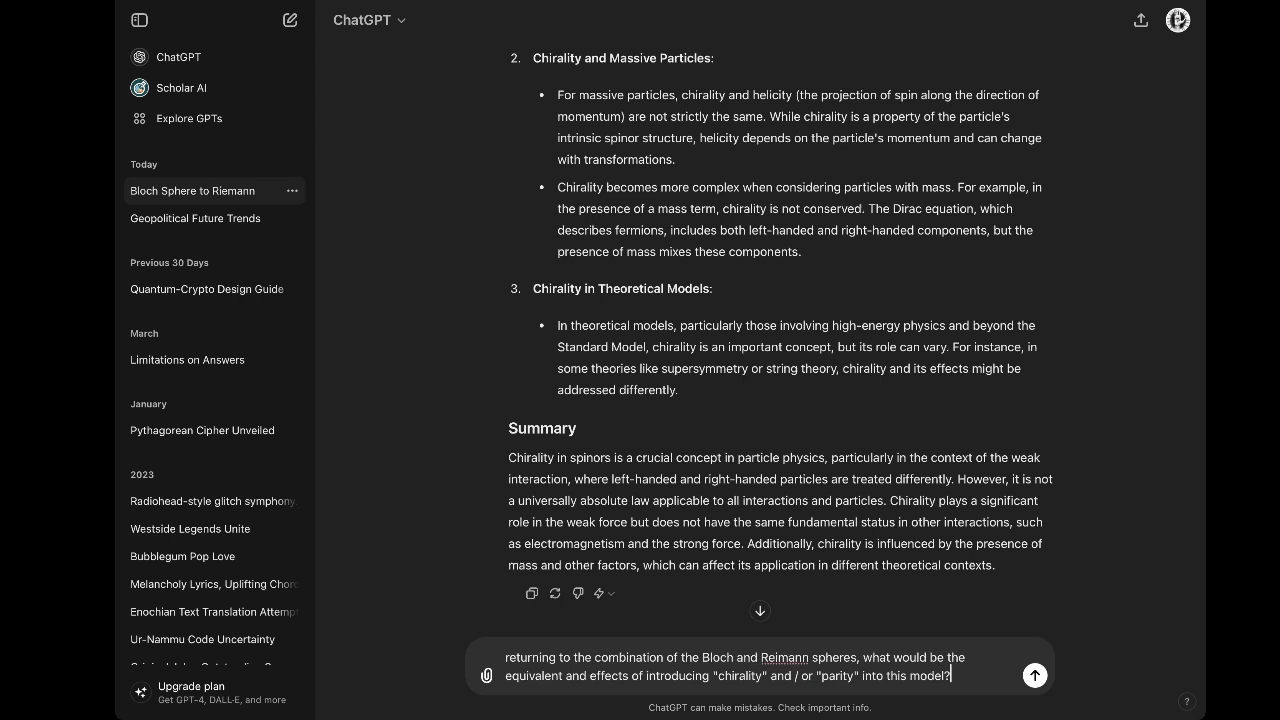 ChatGPT
Scholar AI
Explore GPTs
Today
Bloch Sphere to Riemann
Geopolitical Future Trends
Previous 30 Days
Quantum-Crypto Design Guide
March
Limitations on Answers
January
Pythagorean Cipher Unveiled
2023
Radiohead-style glitch symphony
Westside Legends Unite
Bubblegum Pop Love
Melancholy Lyrics, Uplifting Chor
Enochian Text Translation Attemp
Ur-Nammu Code Uncertainty
Upgrade plan
Get GPT-4, DALL·E, and more
ChatGPT
2. Chirality and Massive Particles:
• For massive particles, chirality and helicity (the projection of spin along the direction of
momentum) are not strictly the same. While chirality is a property of the particle's
intrinsic spinor structure, helicity depends on the particle's momentum and can change
with transformations.
• Chirality becomes more complex when considering particles with mass. For example, in
the presence of a mass term, chirality is not conserved. The Dirac equation, which
describes fermions, includes both left-handed and right-handed components, but the
presence of mass mixes these components.
3. Chirality in Theoretical Models:
• In theoretical models, particularly those involving high-energy physics and beyond the
Standard Model, chirality is an important concept, but its role can vary. For instance, in
some theories like supersymmetry or string theory, chirality and its effects might be
addressed differently.
Summary
Chirality in spinors is a crucial concept in particle physics, particularly in the context of the weak
interaction, where left-handed and right-handed particles are treated differently. However, it is not
a universally absolute law applicable to all interactions and particles. Chirality plays a significant
role in the weak force but does not have the same fundamental status in other interactions, such
as electromagnetism and the strong force. Additionally, chirality is influenced by the presence of
mass and other factors, which can affect its application in different theoretical contexts.
returning to the combination of the Bloch and Reimann spheres, what would be the
equivalent and effects of introducing "chirality" and / or "parity" into this model?
ChatGPT can make mistakes. Check important info.
?